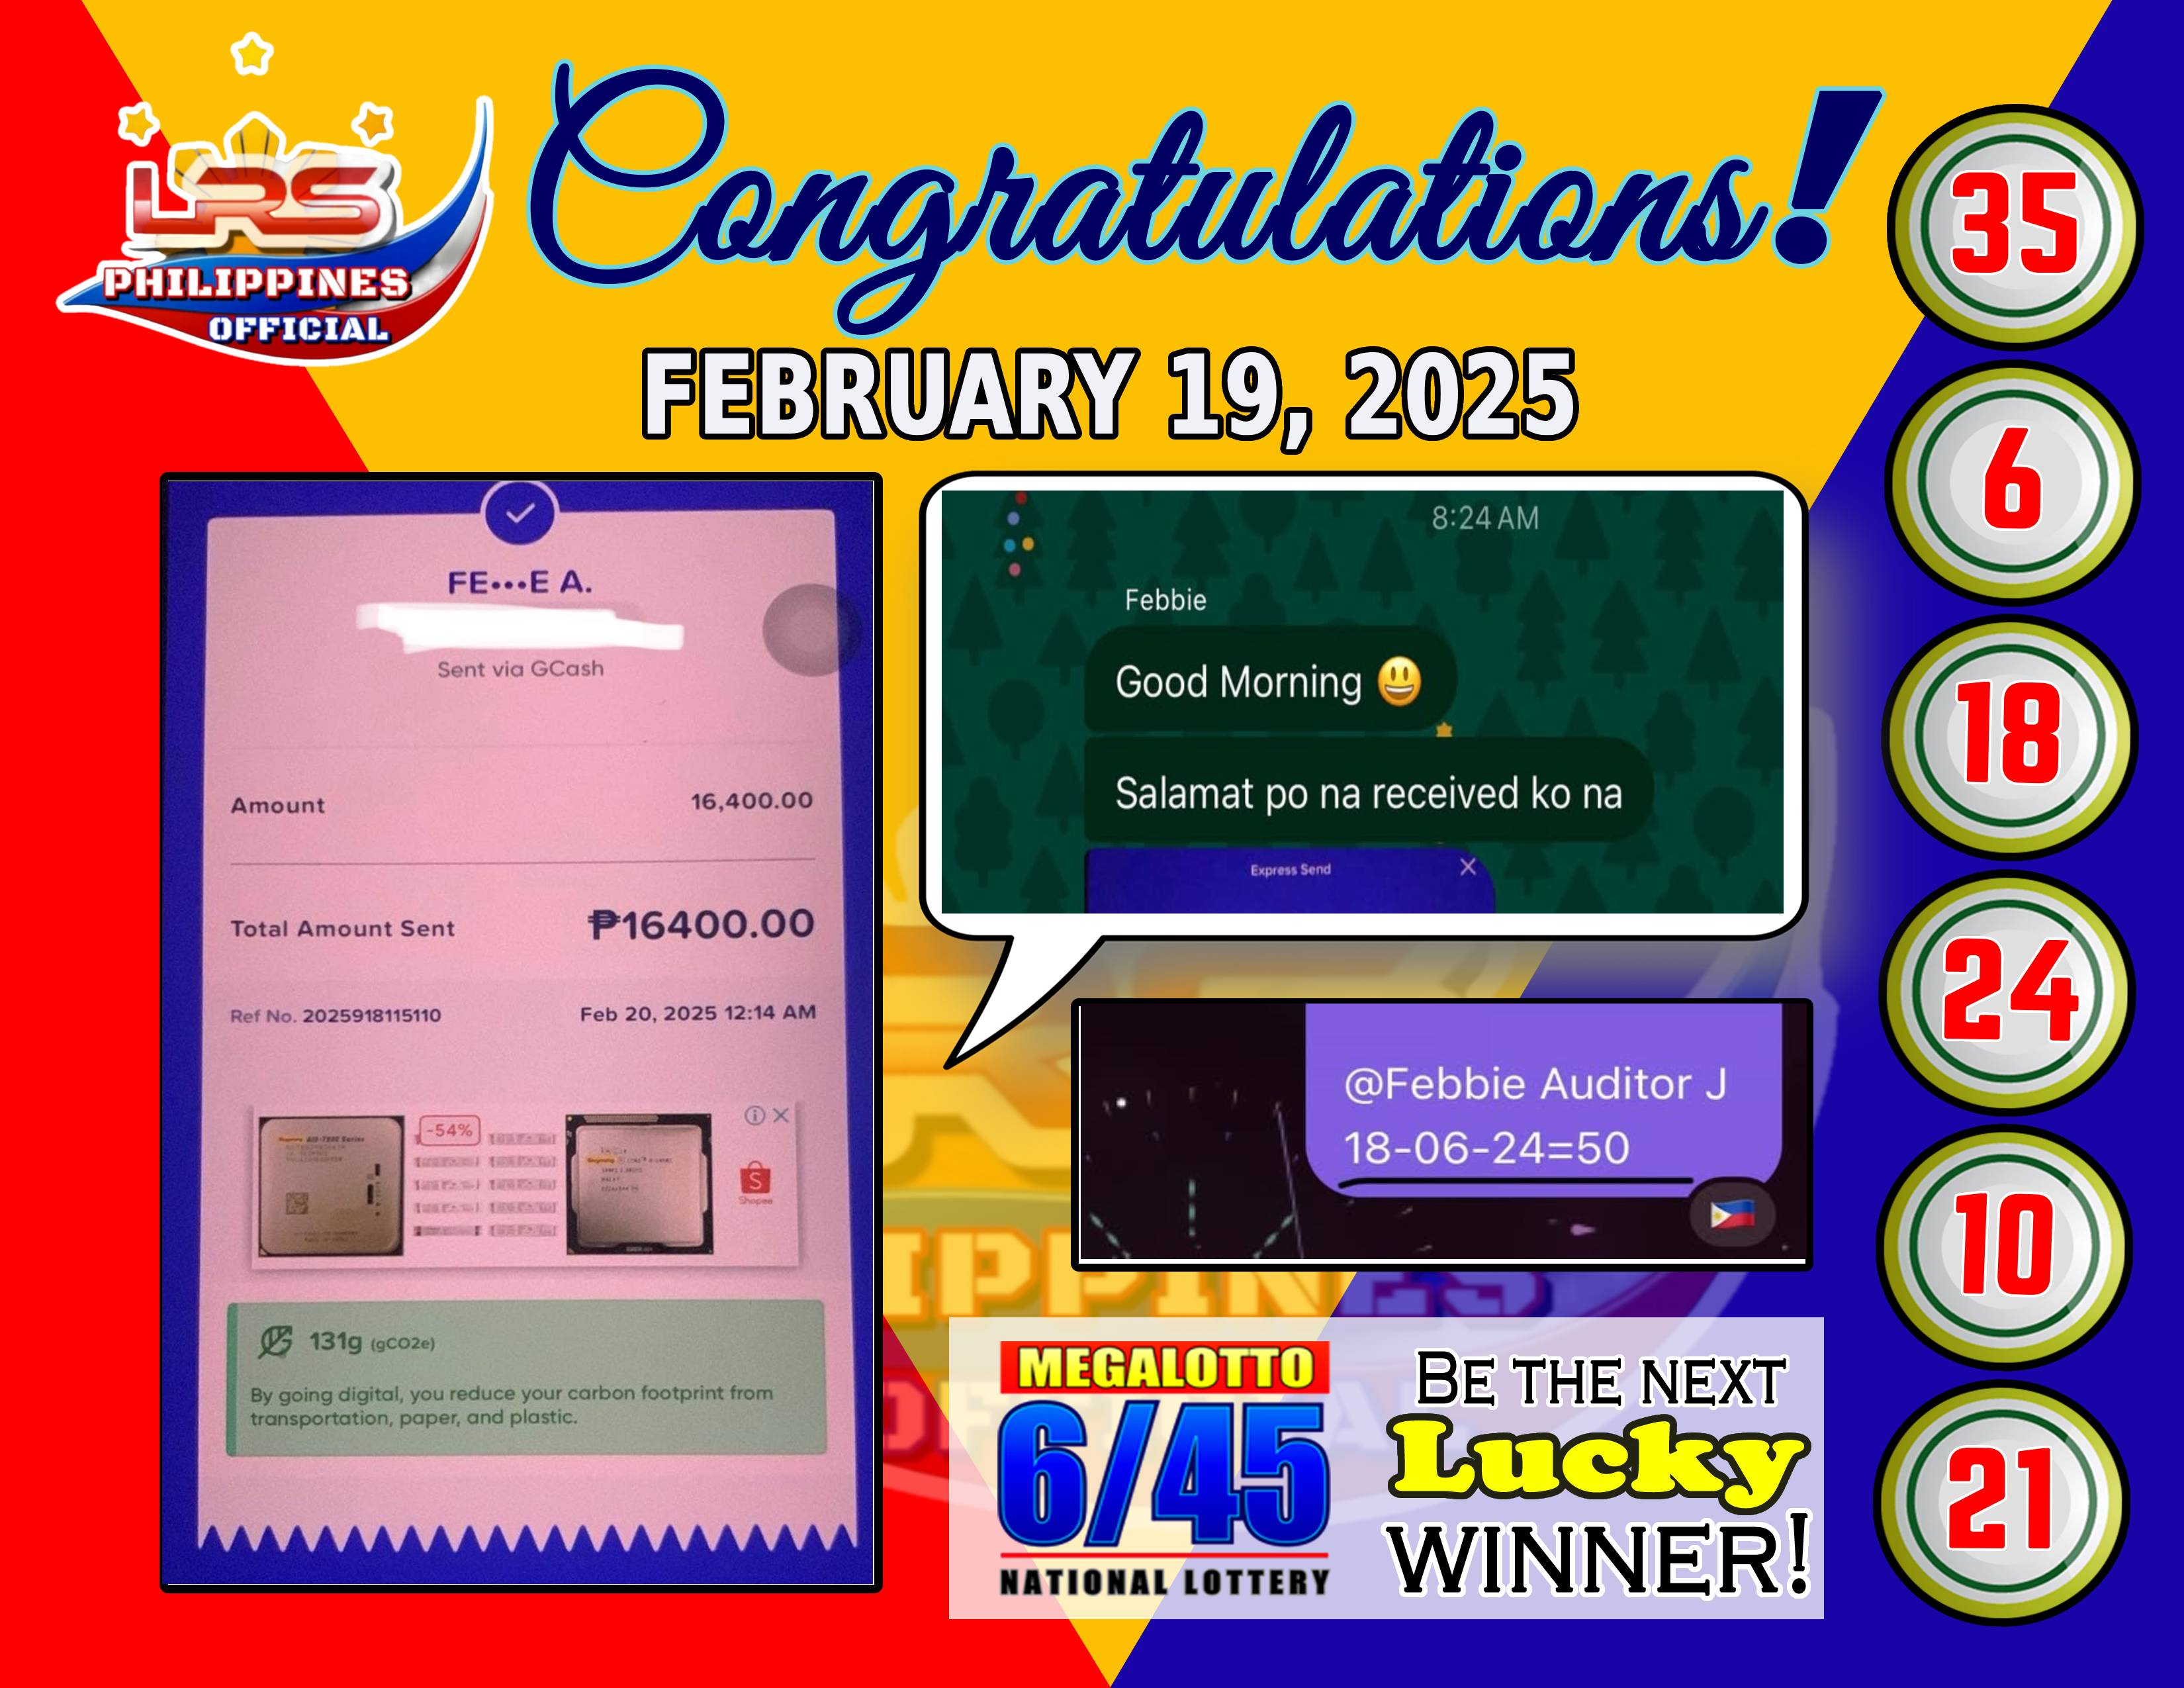 LRS
PHILIPPINES
OFFICIAL
Congratulations!
FEBRUARY 19, 2025
FE•••E A.
Sent via GCash
Amount 16,400.00
Total Amount Sent ₱16400.00
Ref No. 2025918115110 Feb 20, 2025 12:14 AM
-54%
Shopee
131g (gCO2e)
By going digital, you reduce your carbon footprint from
transportation, paper, and plastic.
8:24 AM
Febbie
Good Morning 😃
Salamat po na received ko na
Express Send
@Febbie Auditor J
18-06-24=50
MEGALOTTO
6/45
NATIONAL LOTTERY
BE THE NEXT
Lucky
WINNER!
35
6
18
24
10
21